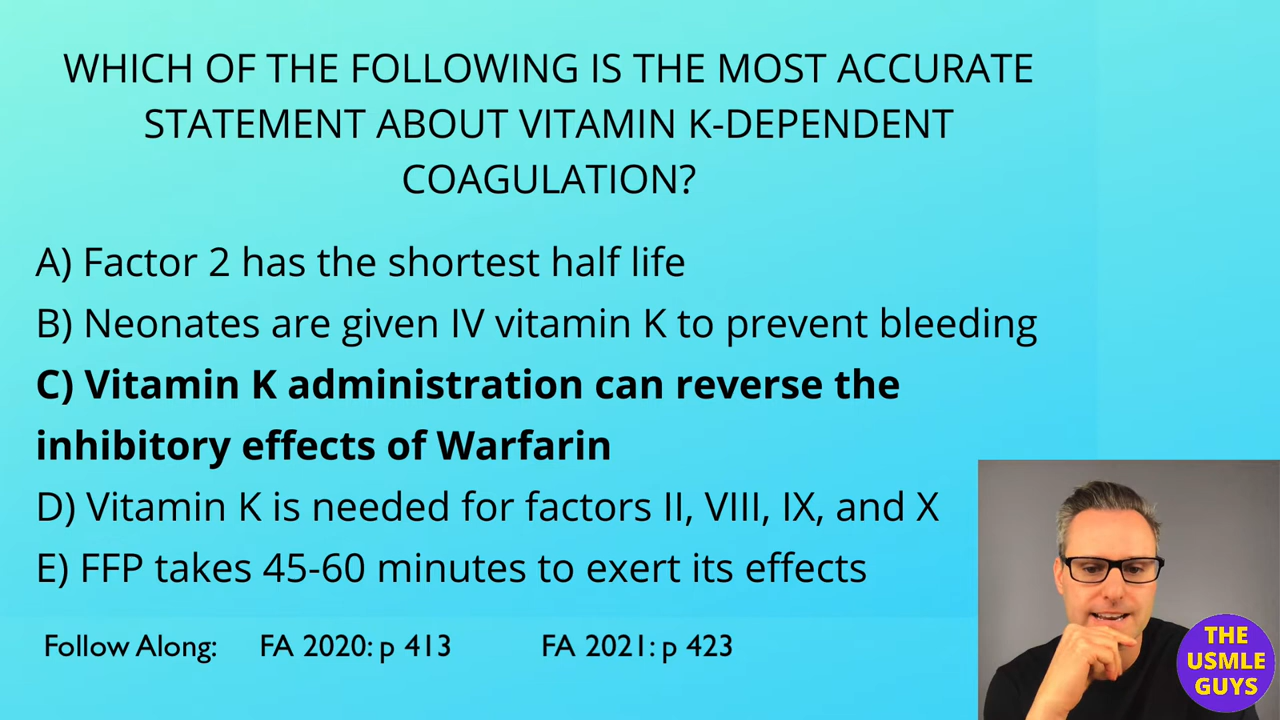 WHICH OF THE FOLLOWING IS THE MOST ACCURATE
STATEMENT ABOUT VITAMIN K-DEPENDENT
COAGULATION?
A) Factor 2 has the shortest half life
B) Neonates are given IV vitamin K to prevent bleeding
C) Vitamin K administration can reverse the
inhibitory effects of Warfarin
D) Vitamin K is needed for factors II, VIII, IX, and X
E) FFP takes 45-60 minutes to exert its effects
Follow Along: FA 2020: p 413 FA 2021: p 423
THE
USMLE
GUYS